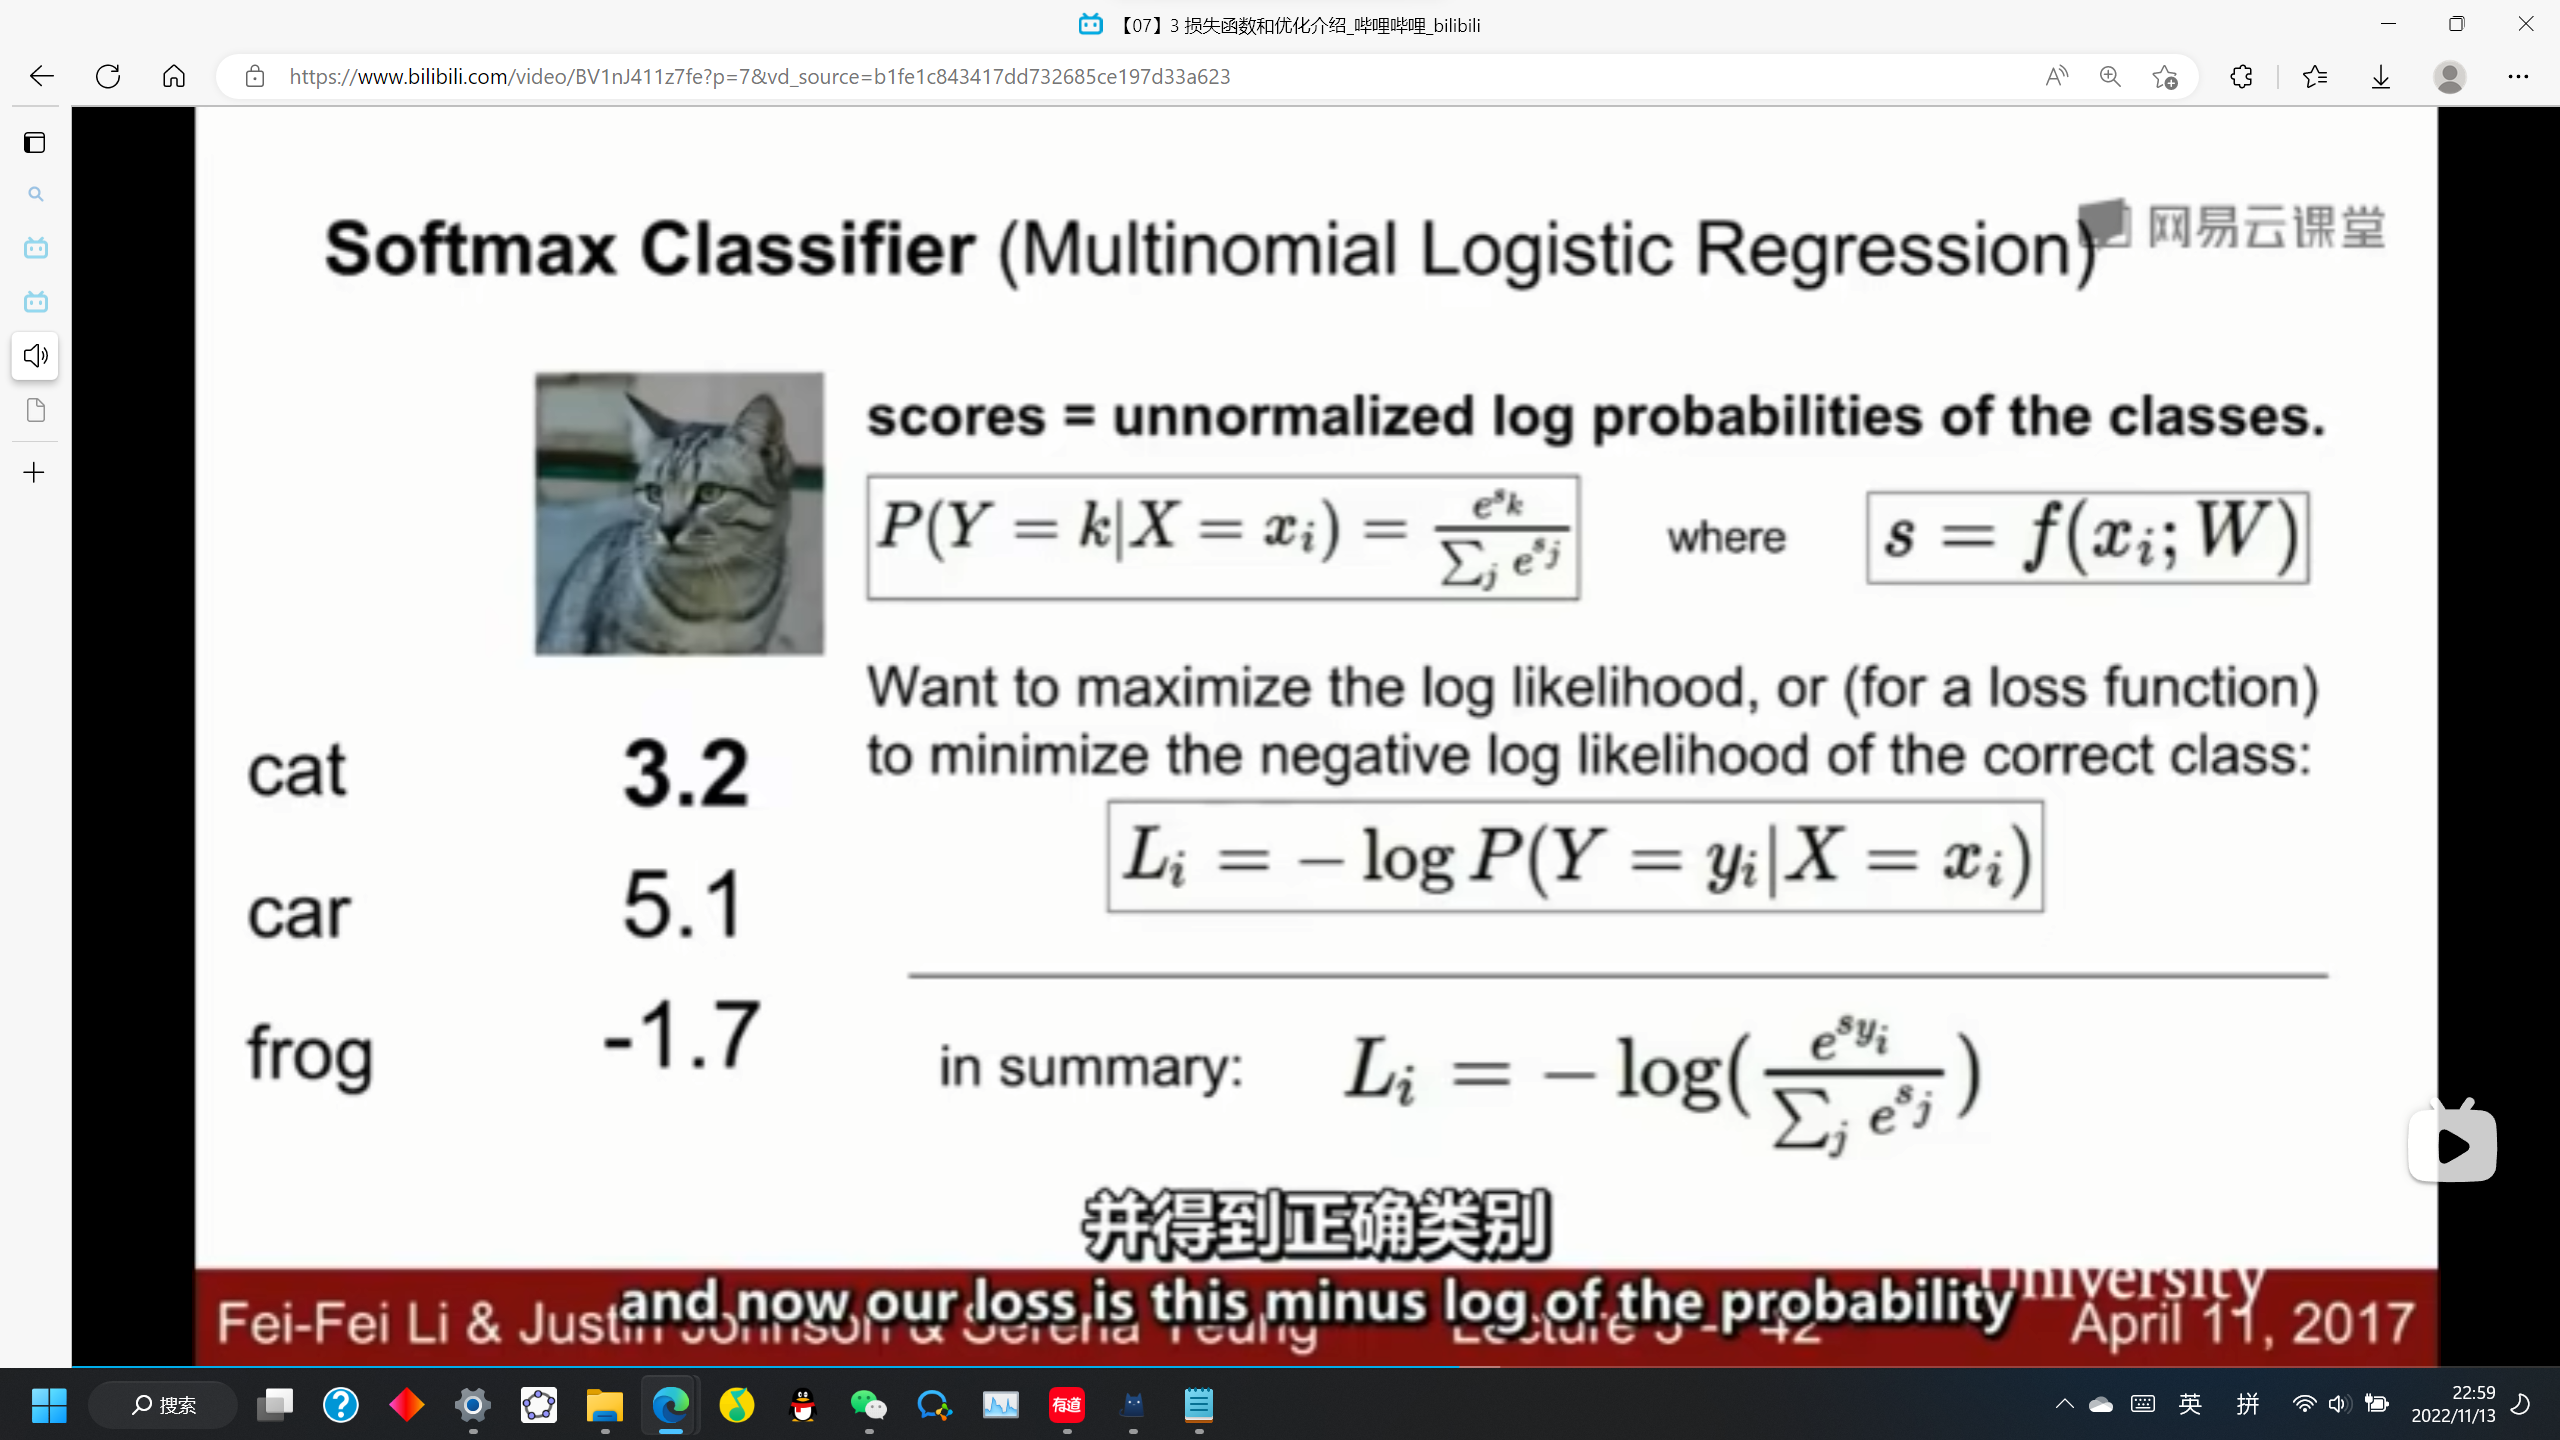 【07】3 损失函数和优化介绍_哔哩哔哩_bilibili
https://www.bilibili.com/video/BV1nJ411z7fe?p=7&vd_source=b1fe1c843417dd732685ce197d33a623
网易云课堂
Softmax Classifier (Multinomial Logistic Regression)
scores = unnormalized log probabilities of the classes.
P(Y = k|X = x_i) = e^{s_k} / ∑_j e^{s_j} where s = f(x_i; W)
Want to maximize the log likelihood, or (for a loss function)
to minimize the negative log likelihood of the correct class:
cat 3.2
L_i = − log P(Y = y_i|X = x_i)
car 5.1
frog -1.7
in summary: L_i = − log(e^{s_{y_i}} / ∑_j e^{s_j})
并得到正确类别
and now our loss is this minus log of the probability
University
Fei-Fei Li & Justin Johnson & Serena Yeung Lecture 3 - 42 April 11, 2017
搜索
有道
英 拼
22:59
2022/11/13